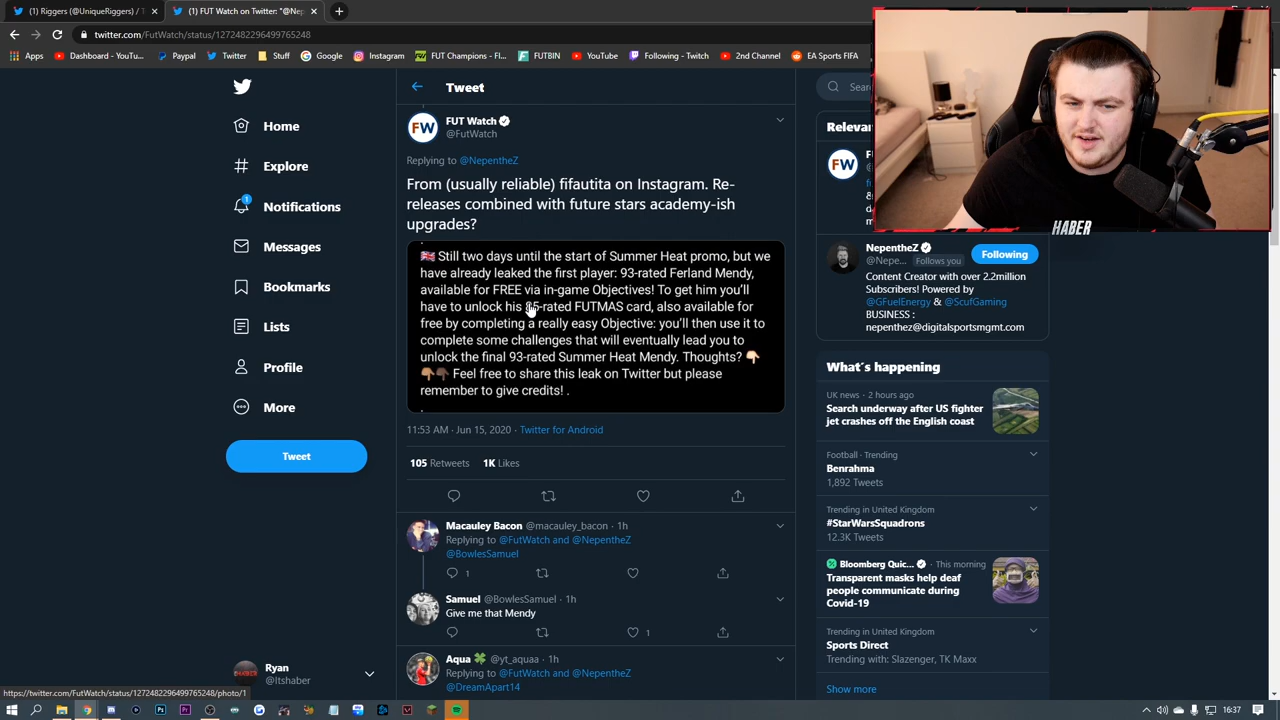 (1) Riggers (@UniqueRiggers) /
(1) FUT Watch on Twitter: "@Nep
twitter.com/FutWatch/status/1272482296499765248
Apps
Dashboard - YouTu...
Paypal
Twitter
Stuff
Google
Instagram
FUT Champions - E...
FUTBIN
YouTube
Following - Twitch
2nd Channel
EA Sports FIFA
Home
Explore
1
Notifications
Messages
Bookmarks
Lists
Profile
More
Tweet
Ryan
@Itshaber
Tweet
FUT Watch
@FutWatch
Replying to @NepentheZ
From (usually reliable) fifautita on Instagram. Re-
releases combined with future stars academy-ish
upgrades?
🇬🇧 Still two days until the start of Summer Heat promo, but we
have already leaked the first player: 93-rated Ferland Mendy,
available for FREE via in-game Objectives! To get him you'll
have to unlock his 85-rated FUTMAS card, also available for
free by completing a really easy Objective: you'll then use it to
complete some challenges that will eventually lead you to
unlock the final 93-rated Summer Heat Mendy. Thoughts? 👇🏻
👇🏼👇🏿 Feel free to share this leak on Twitter but please
remember to give credits! .
11:53 AM · Jun 15, 2020 · Twitter for Android
105 Retweets 1K Likes
Macauley Bacon @macauley_bacon · 1h
Replying to @FutWatch and @NepentheZ
@BowlesSamuel
1
Samuel @BowlesSamuel · 1h
Give me that Mendy
1
Aqua 🍀 @yt_aquaa · 1h
Replying to @FutWatch and @NepentheZ
@DreamApart14
FW
NepentheZ
@Nepe... Follows you
Following
Content Creator with over 2.2million
Subscribers! Powered by
@GFuelEnergy & @ScufGaming
BUSINESS :
nepenthez@digitalsportsmgmt.com
What's happening
UK news · 2 hours ago
Search underway after US fighter
jet crashes off the English coast
Football · Trending
Benrahma
1,892 Tweets
Trending in United Kingdom
#StarWarsSquadrons
12.3K Tweets
Bloomberg Quic... · This morning
Transparent masks help deaf
people communicate during
Covid-19
Trending in United Kingdom
Sports Direct
Trending with: Slazenger, TK Maxx
Show more
HABER
https://twitter.com/FutWatch/status/1272482296499765248/photo/1
16:37